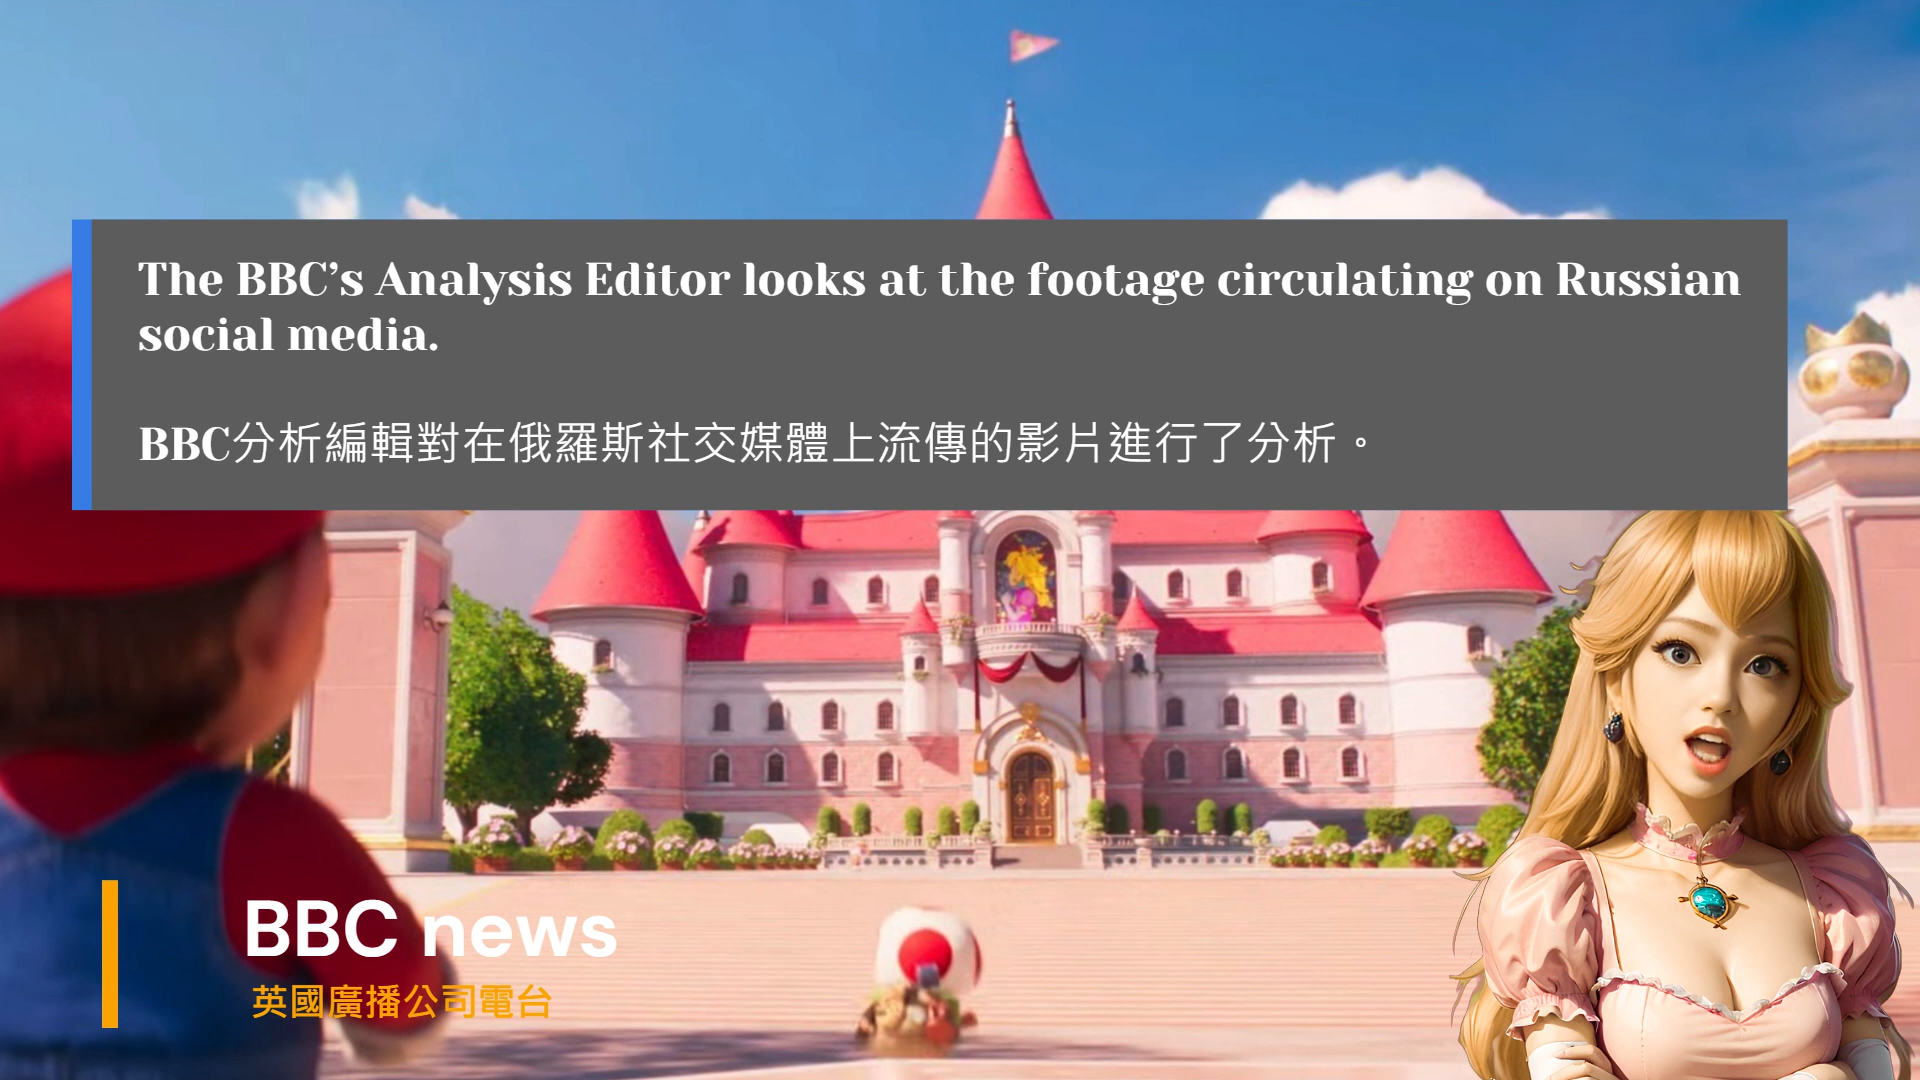 The BBC’s Analysis Editor looks at the footage circulating on Russian
social media.
BBC分析編輯對在俄羅斯社交媒體上流傳的影片進行了分析。
BBC news
英國廣播公司電台